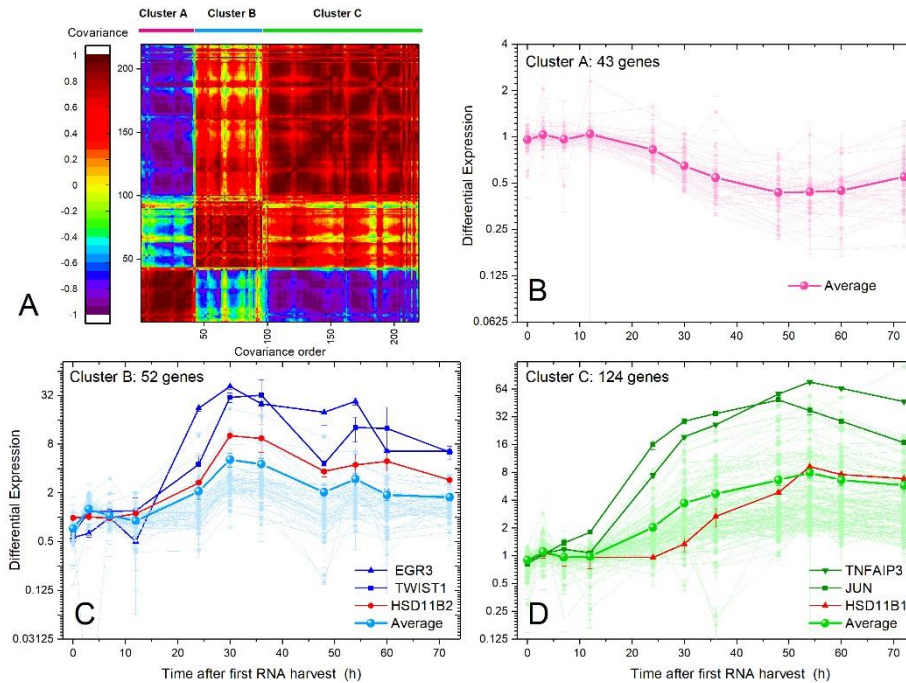 Cluster A Cluster B Cluster C
Covariance
1
0.8
0.6
0.4
0.2
0
-0.2
-0.4
-0.6
-0.8
-1
200
150
100
50
50 100 150 200
Covariance order
A
Cluster A: 43 genes
4
2
1
0.5
0.25
0.125
0.0625
Differential Expression
Average
B
0 10 20 30 40 50 60 70
Cluster B: 52 genes
32
8
2
0.5
0.125
0.03125
Differential Expression
EGR3
TWIST1
HSD11B2
Average
C
0 10 20 30 40 50 60 70
Time after first RNA harvest (h)
Cluster C: 124 genes
64
32
16
8
4
2
1
0.5
0.25
0.125
Differential Expression
TNFAIP3
JUN
HSD11B1
Average
D
0 10 20 30 40 50 60 70
Time after first RNA harvest (h)